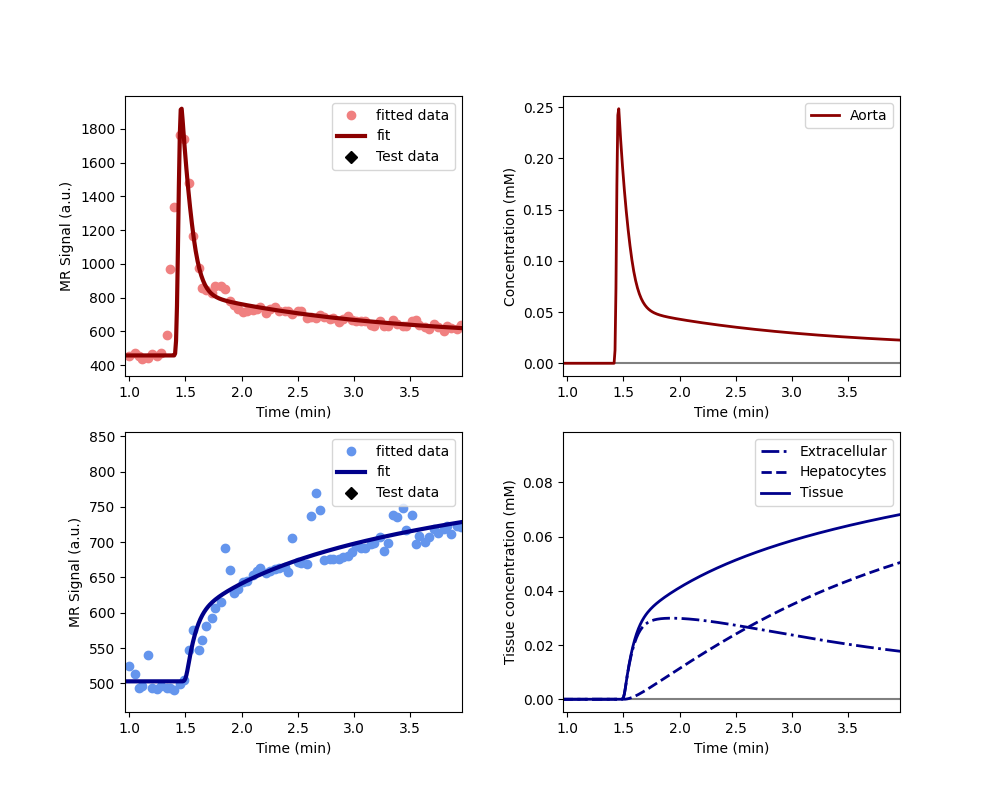 MR Signal (a.u.)
1800
1600
1400
1200
1000
800
600
400
1.0 1.5 2.0 2.5 3.0 3.5
Time (min)
fitted data
fit
Test data
Concentration (mM)
0.25
0.20
0.15
0.10
0.05
0.00
1.0 1.5 2.0 2.5 3.0 3.5
Time (min)
Aorta
MR Signal (a.u.)
850
800
750
700
650
600
550
500
1.0 1.5 2.0 2.5 3.0 3.5
Time (min)
fitted data
fit
Test data
Tissue concentration (mM)
0.08
0.06
0.04
0.02
0.00
1.0 1.5 2.0 2.5 3.0 3.5
Time (min)
Extracellular
Hepatocytes
Tissue